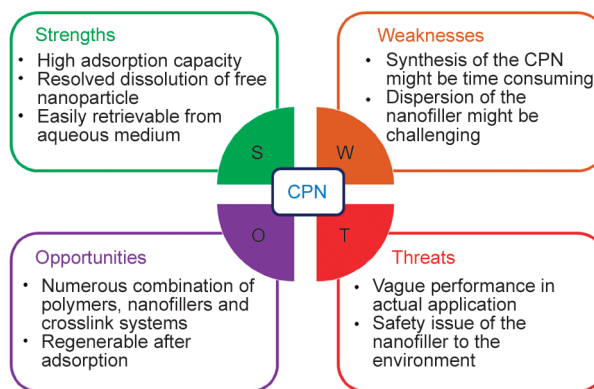 Strengths
• High adsorption capacity
• Resolved dissolution of free
nanoparticle
• Easily retrievable from
aqueous medium
Weaknesses
• Synthesis of the CPN
might be time consuming
• Dispersion of the
nanofiller might be
challenging
S
W
CPN
O
T
Opportunities
• Numerous combination of
polymers, nanofillers and
crosslink systems
• Regenerable after
adsorption
Threats
• Vague performance in
actual application
• Safety issue of the
nanofiller to the
environment